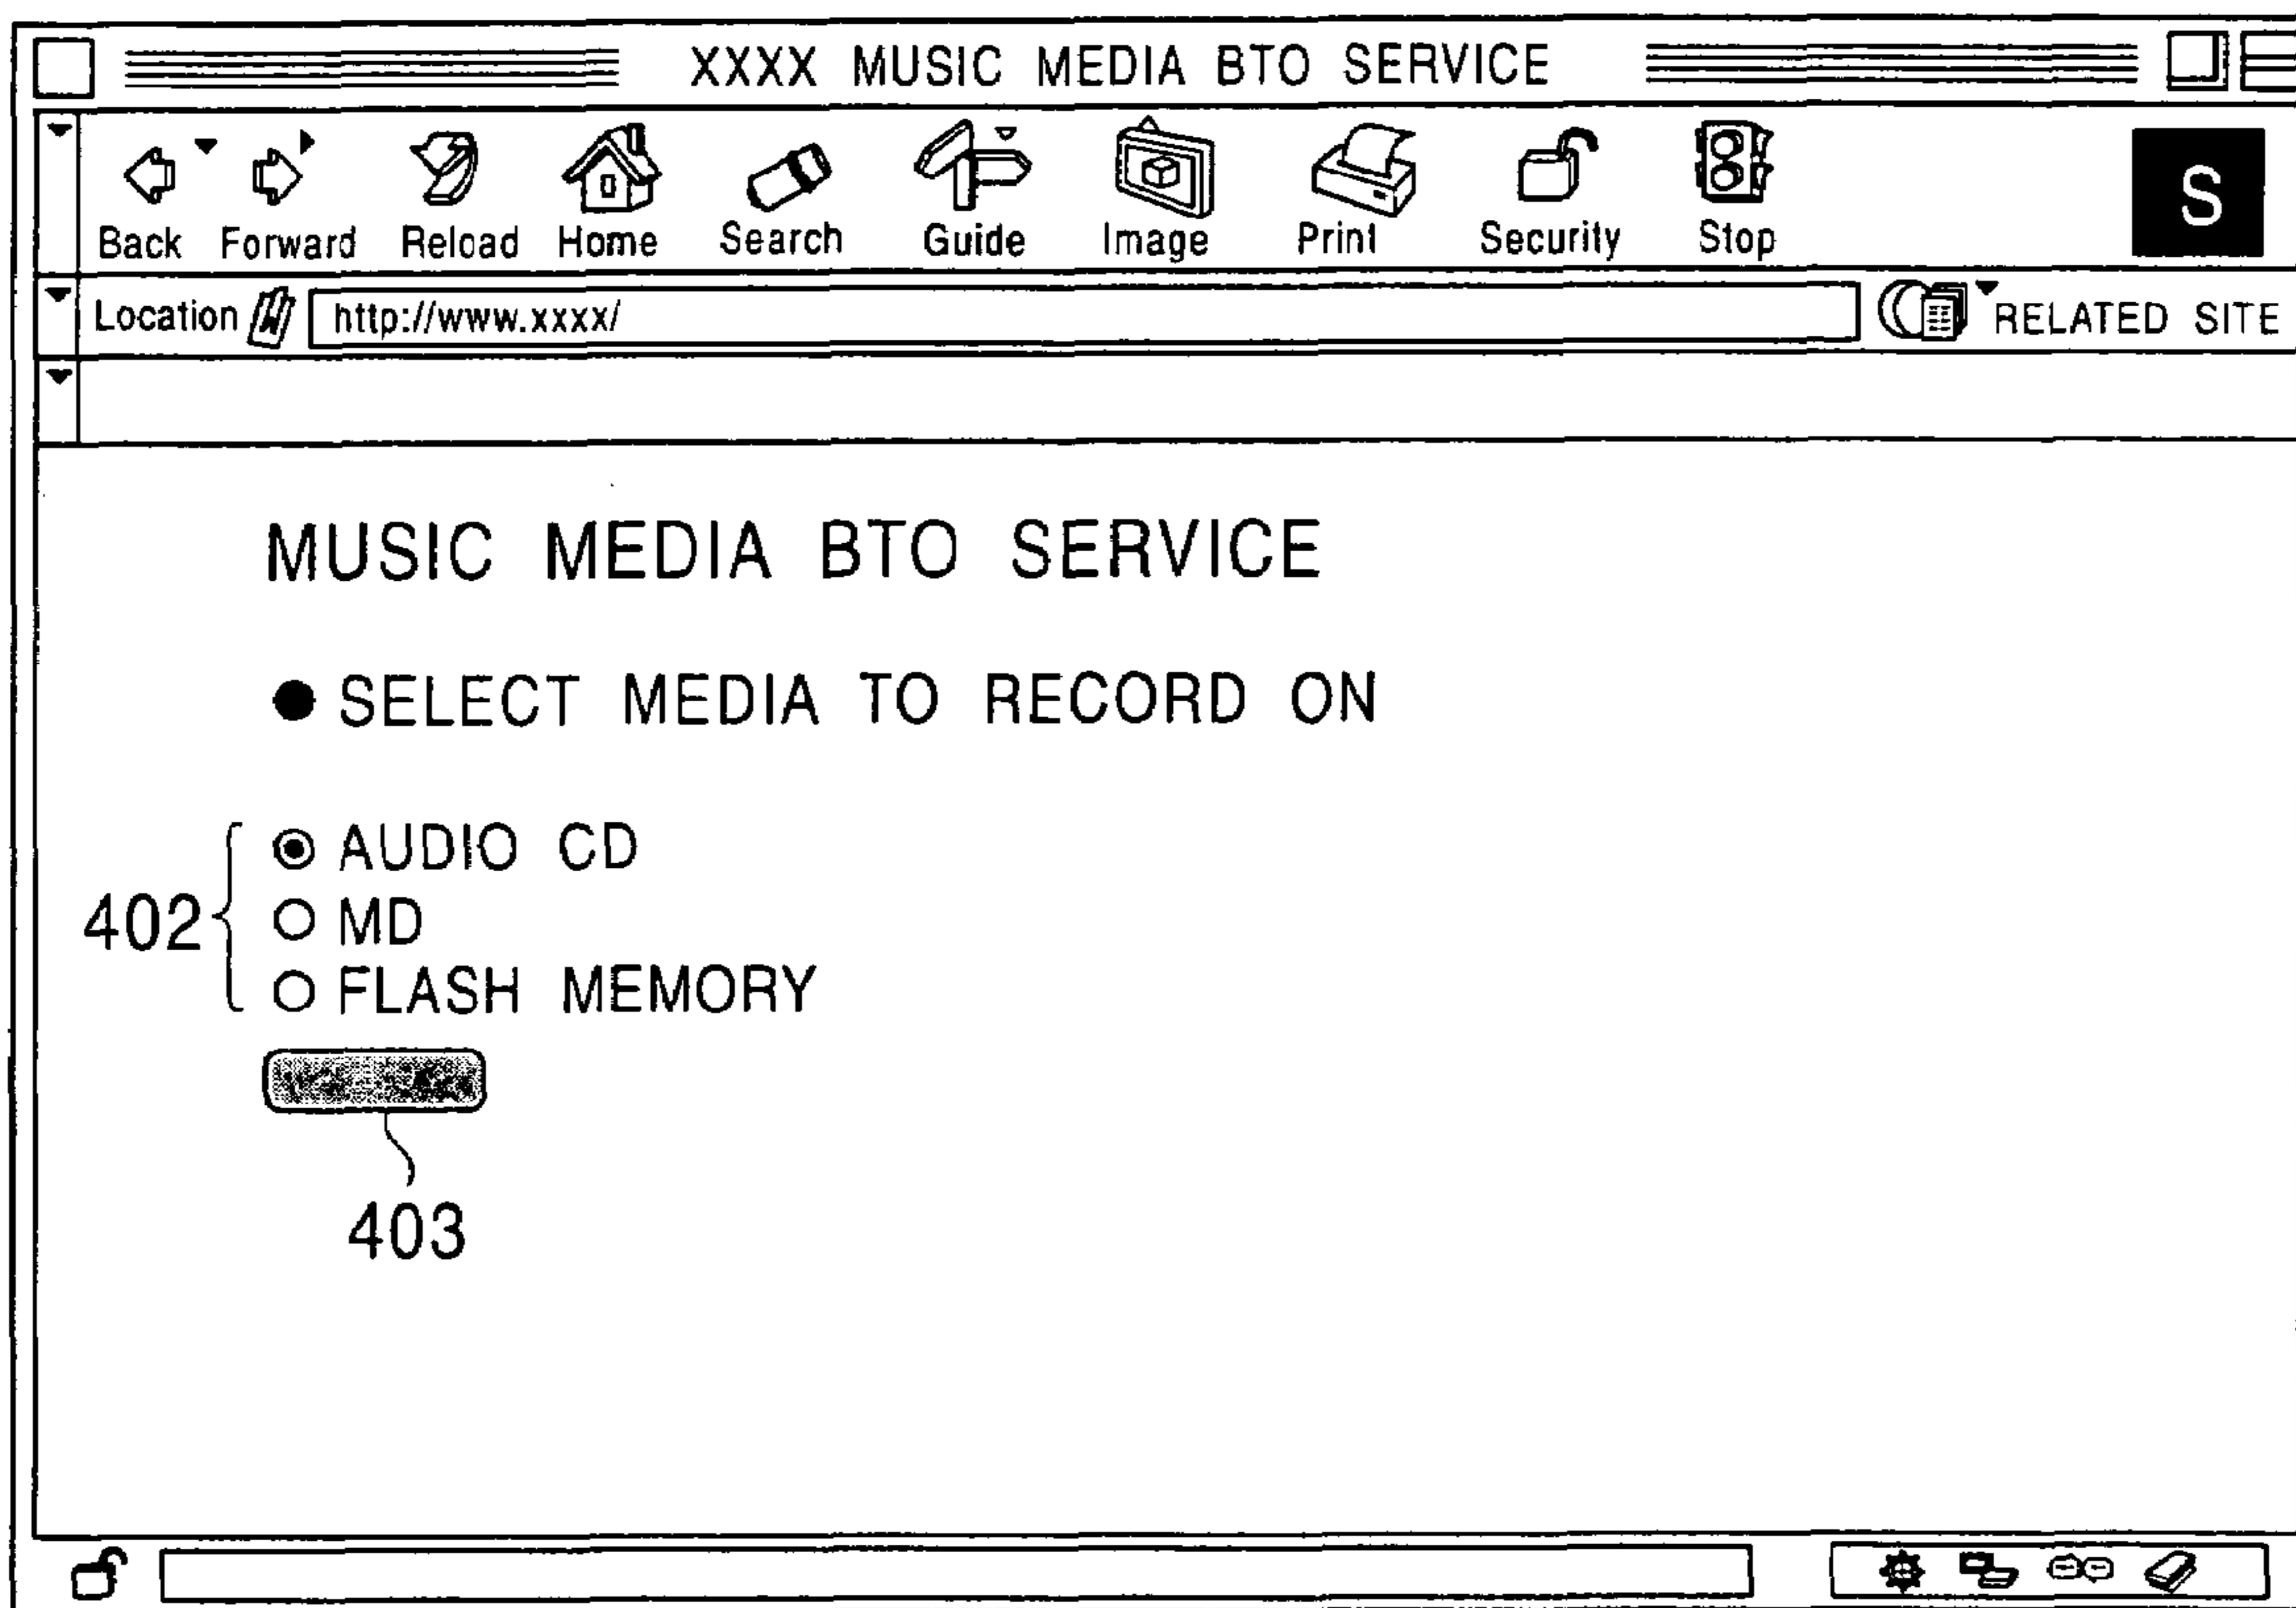 XXXX MUSIC MEDIA BTO SERVICE
Back Forward Reload Home Search Guide Image Print Security Stop
S
Location http://www.xxxx/ RELATED SITE
MUSIC MEDIA BTO SERVICE
● SELECT MEDIA TO RECORD ON
AUDIO CD
402 MD
FLASH MEMORY
403